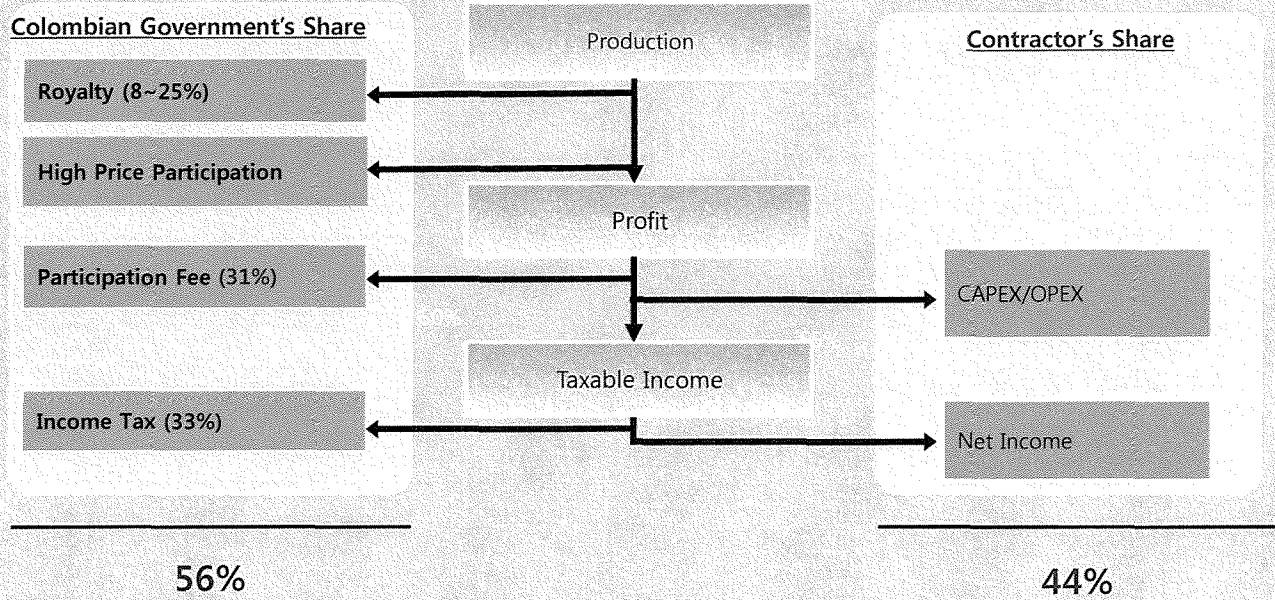 Colombian Government's Share
Royalty (8~25%)
High Price Participation
Participation Fee (31%)
Income Tax (33%)
56%
Production
Profit
60%
Taxable Income
Contractor's Share
CAPEX/OPEX
Net Income
44%